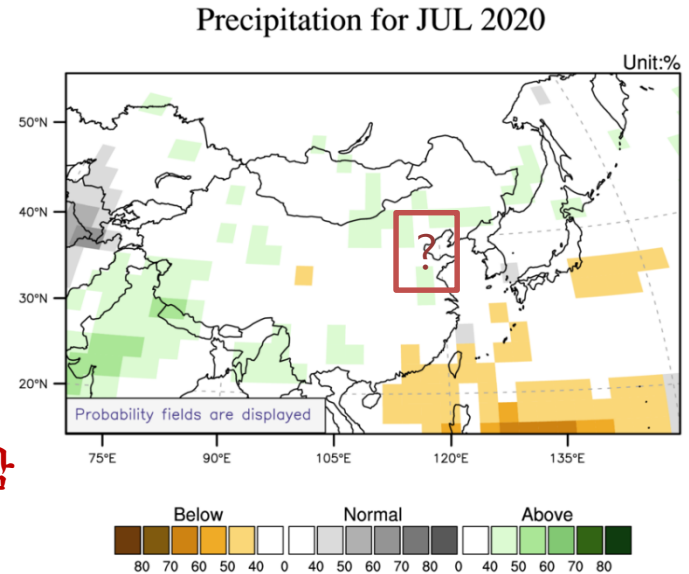 Precipitation for JUL 2020
Unit:%
50°N
40°N
?
30°N
20°N
Probability fields are displayed
75°E 90°E 105°E 120°E 135°E
Below Normal Above
80 70 60 50 40 0 40 50 60 70 80 0 40 50 60 70 80